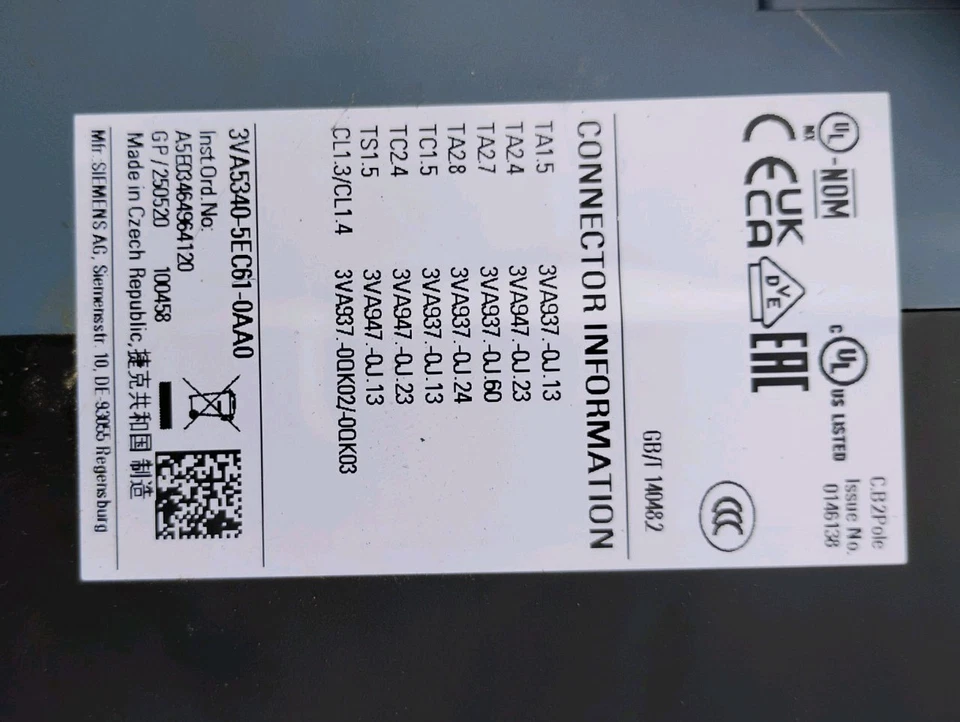 UL MX -NOM C UL US LISTED C.B2Pole
Issue No.
0146138
CE UK CA DVE EAC CCC
GB/T 14048.2
CONNECTOR INFORMATION
TA1.5 3VA937.-0J.13
TA2.4 3VA947.-0J.23
TA2.7 3VA937.-0J.60
TA2.8 3VA937.-0J.24
TC1.5 3VA937.-0J.13
TC2.4 3VA947.-0J.23
TS1.5 3VA947.-0J.13
CL1.3/CL1.4 3VA937.-0QK02/-0QK03
3VA5340-5EC61-0AA0
Inst.Ord.No:
A5E03464964120
GP/250520 100458
Made in Czech Republic,捷克共和国 制造
Mfr.:SIEMENS AG, Siemensstr. 10, DE-93055 Regensburg